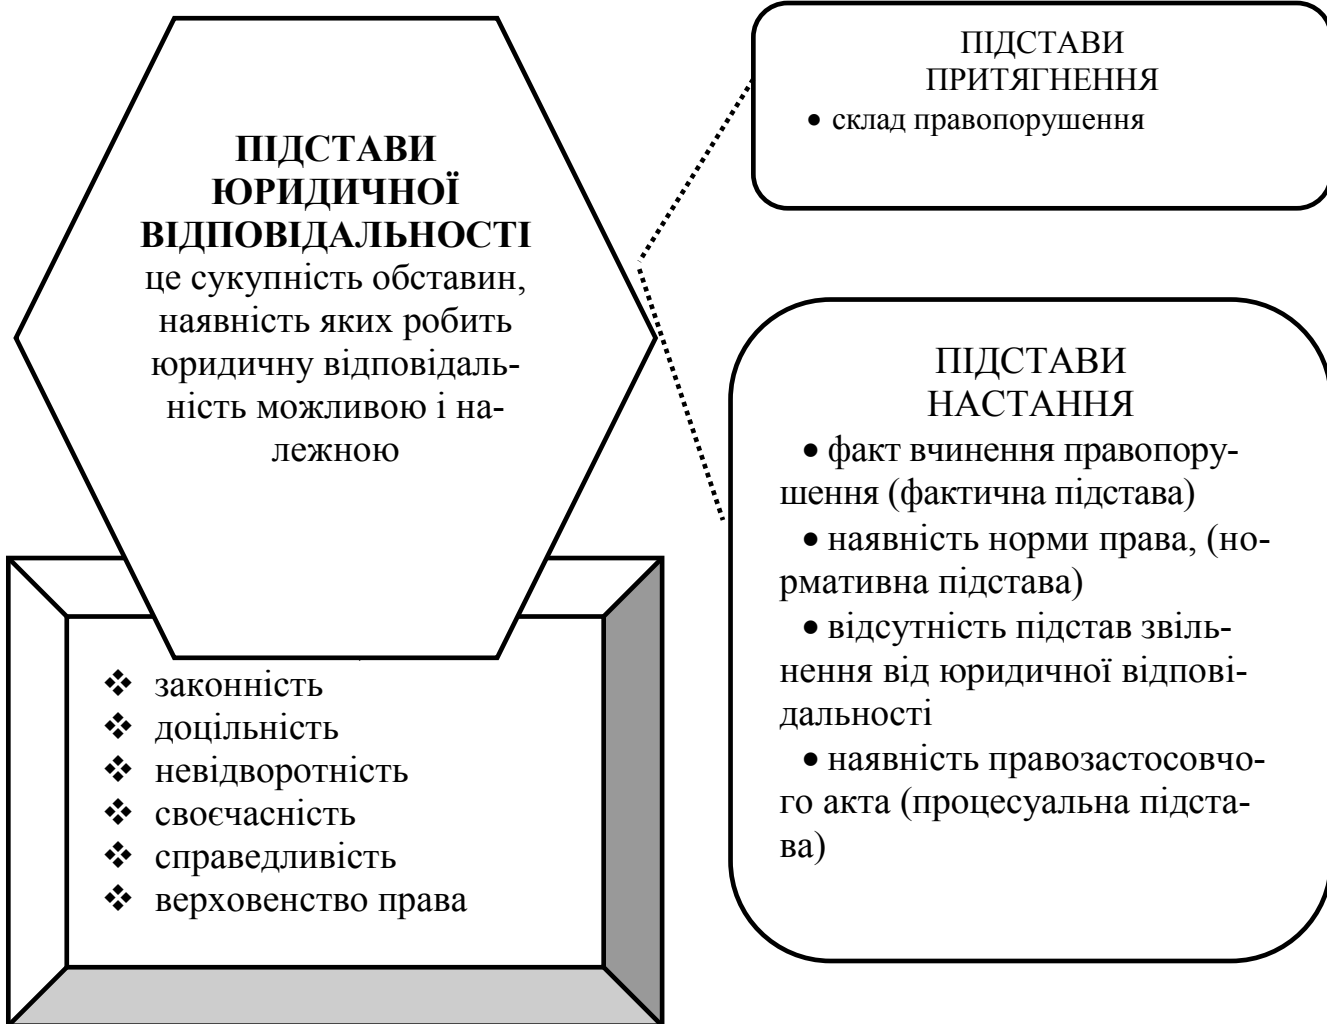 ПІДСТАВИ
ЮРИДИЧНОЇ
ВІДПОВІДАЛЬНОСТІ
це сукупність обставин,
наявність яких робить
юридичну відповідаль-
ність можливою і на-
лежною
❖ законність
❖ доцільність
❖ невідворотність
❖ своєчасність
❖ справедливість
❖ верховенство права
ПІДСТАВИ
ПРИТЯГНЕННЯ
• склад правопорушення
ПІДСТАВИ
НАСТАННЯ
• факт вчинення правопору-
шення (фактична підстава)
• наявність норми права, (но-
рмативна підстава)
• відсутність підстав звіль-
нення від юридичної відпові-
дальності
• наявність правозастосовчо-
го акта (процесуальна підста-
ва)